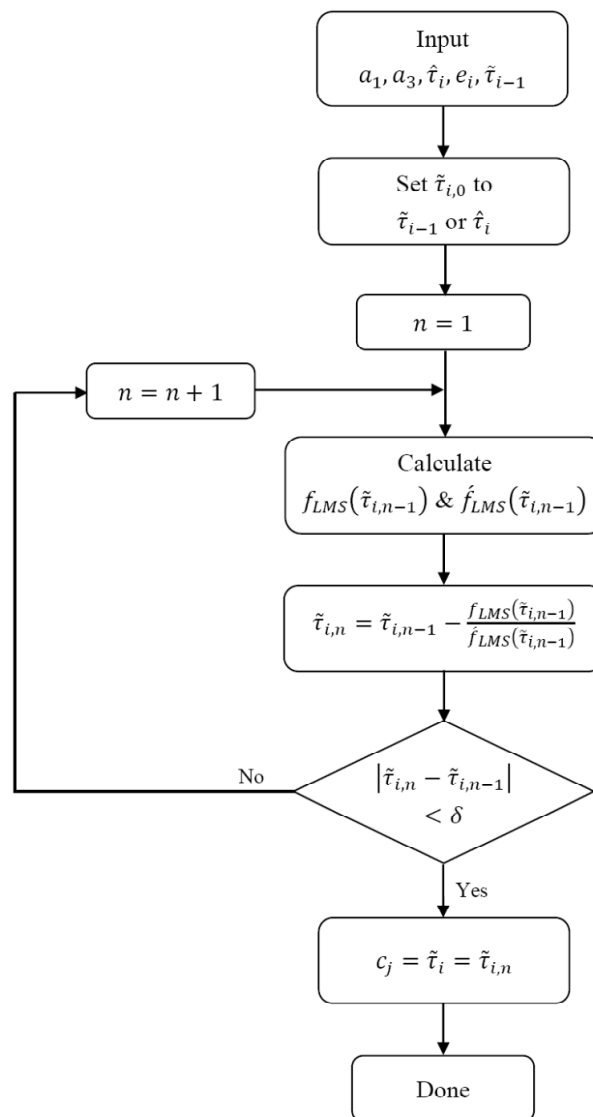 Input
a₁, a₃, τ̂ᵢ, eᵢ, τ̃ᵢ₋₁
Set τ̃ᵢ,₀ to
τ̃ᵢ₋₁ or τ̂ᵢ
n = 1
n = n + 1
Calculate
f_LMS(τ̃ᵢ,ₙ₋₁) & f́_LMS(τ̃ᵢ,ₙ₋₁)
τ̃ᵢ,ₙ = τ̃ᵢ,ₙ₋₁ − f_LMS(τ̃ᵢ,ₙ₋₁) / f́_LMS(τ̃ᵢ,ₙ₋₁)
No
|τ̃ᵢ,ₙ − τ̃ᵢ,ₙ₋₁|
< δ
Yes
cⱼ = τ̃ᵢ = τ̃ᵢ,ₙ
Done